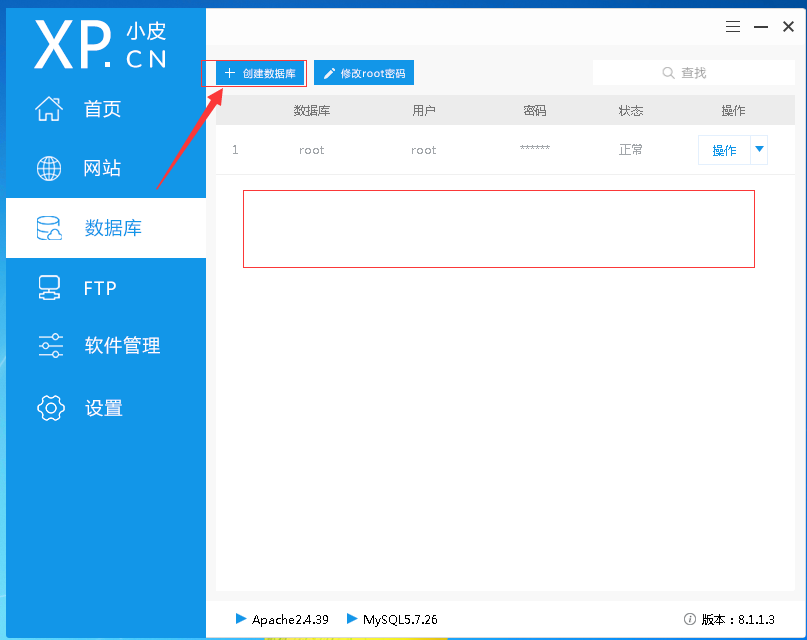 XP.CN 小皮
首页
网站
数据库
FTP
软件管理
设置
创建数据库 修改root密码 查找
数据库 用户 密码 状态 操作
1 root root ****** 正常 操作
Apache2.4.39 MySQL5.7.26 版本：8.1.1.3